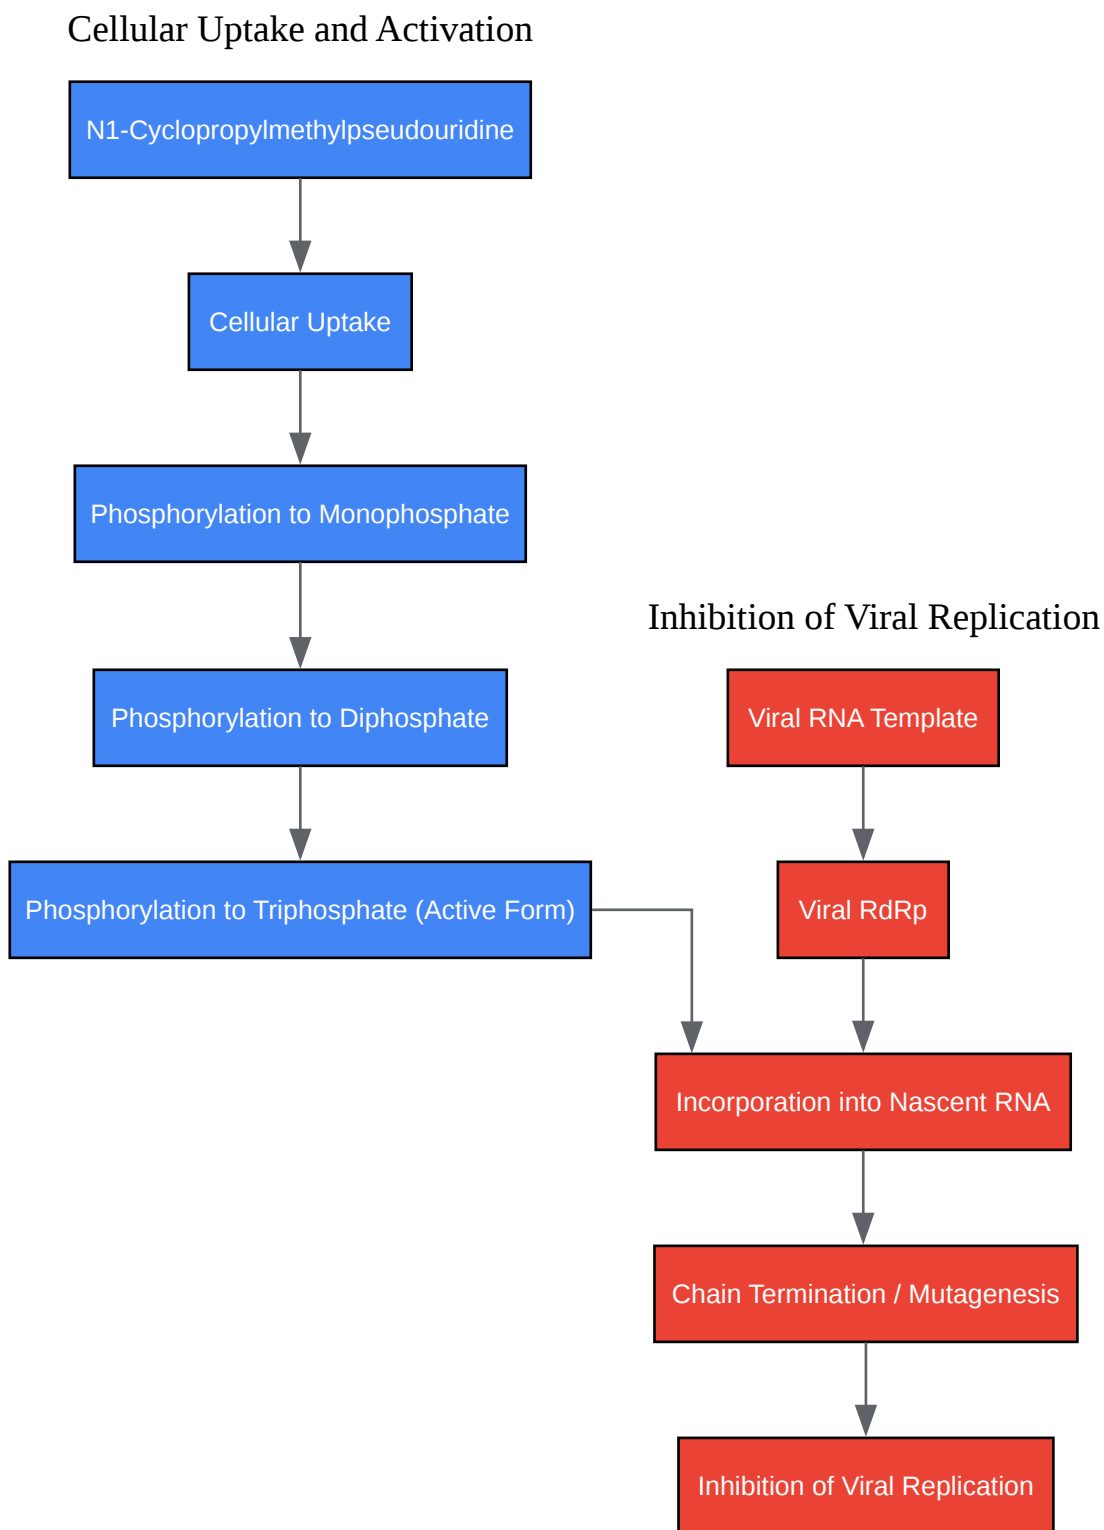 Cellular Uptake and Activation
N1-Cyclopropylmethylpseudouridine
Cellular Uptake
Phosphorylation to Monophosphate
Phosphorylation to Diphosphate
Phosphorylation to Triphosphate (Active Form)
Inhibition of Viral Replication
Viral RNA Template
Viral RdRp
Incorporation into Nascent RNA
Chain Termination / Mutagenesis
Inhibition of Viral Replication